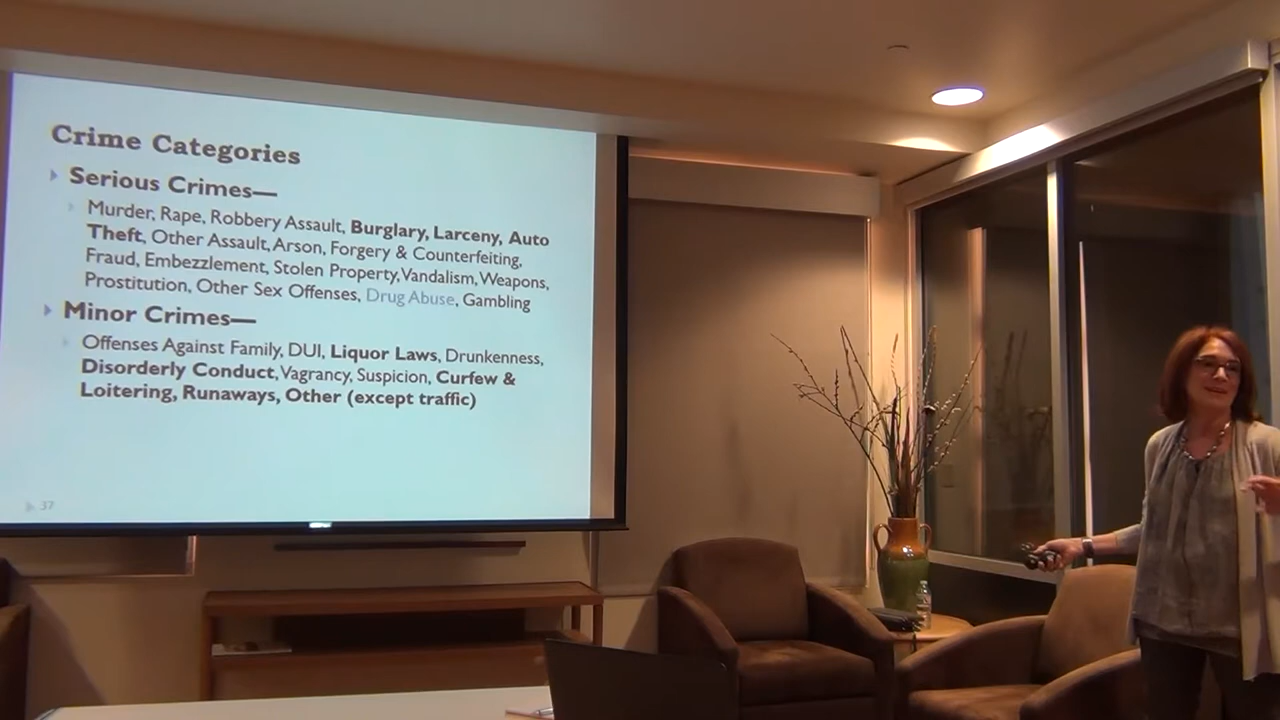 Crime Categories
Serious Crimes—
Murder, Rape, Robbery Assault, Burglary, Larceny, Auto
Theft, Other Assault, Arson, Forgery & Counterfeiting,
Fraud, Embezzlement, Stolen Property, Vandalism, Weapons,
Prostitution, Other Sex Offenses, Drug Abuse, Gambling
Minor Crimes—
Offenses Against Family, DUI, Liquor Laws, Drunkenness,
Disorderly Conduct, Vagrancy, Suspicion, Curfew &
Loitering, Runaways, Other (except traffic)
37